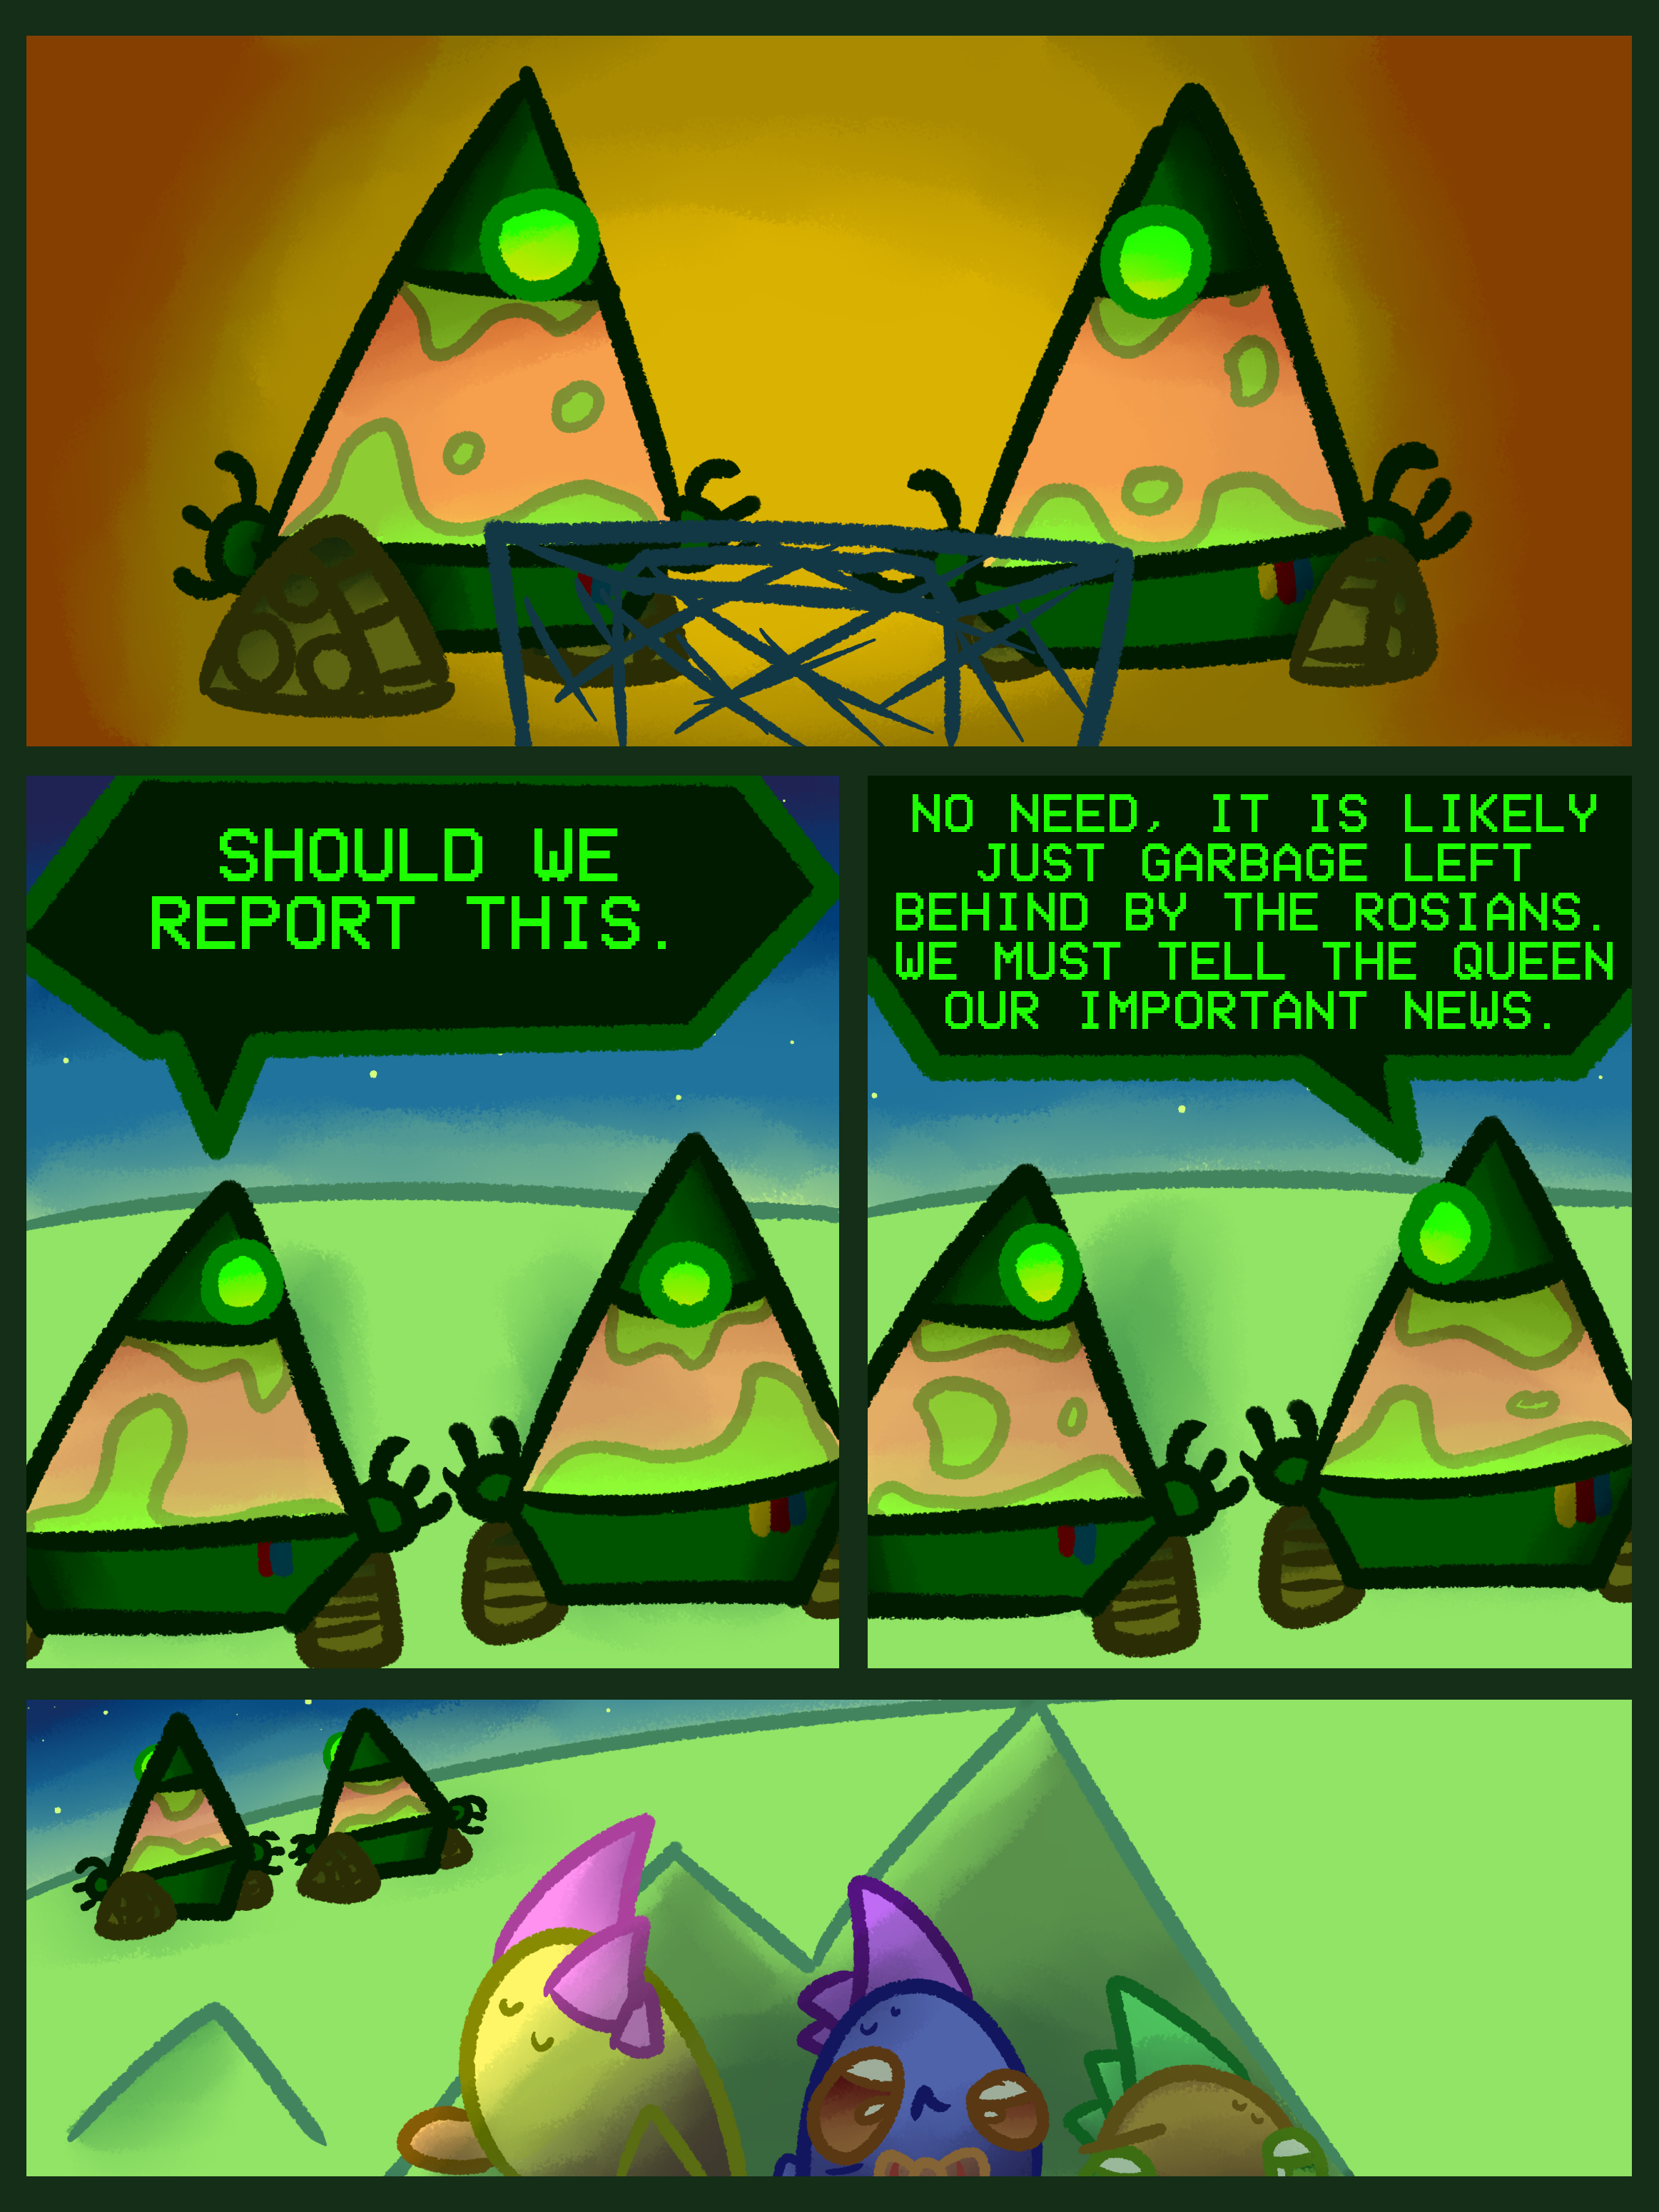 SHOULD WE
REPORT THIS.
NO NEED, IT IS LIKELY
JUST GARBAGE LEFT
BEHIND BY THE ROSIANS.
WE MUST TELL THE QUEEN
OUR IMPORTANT NEWS.